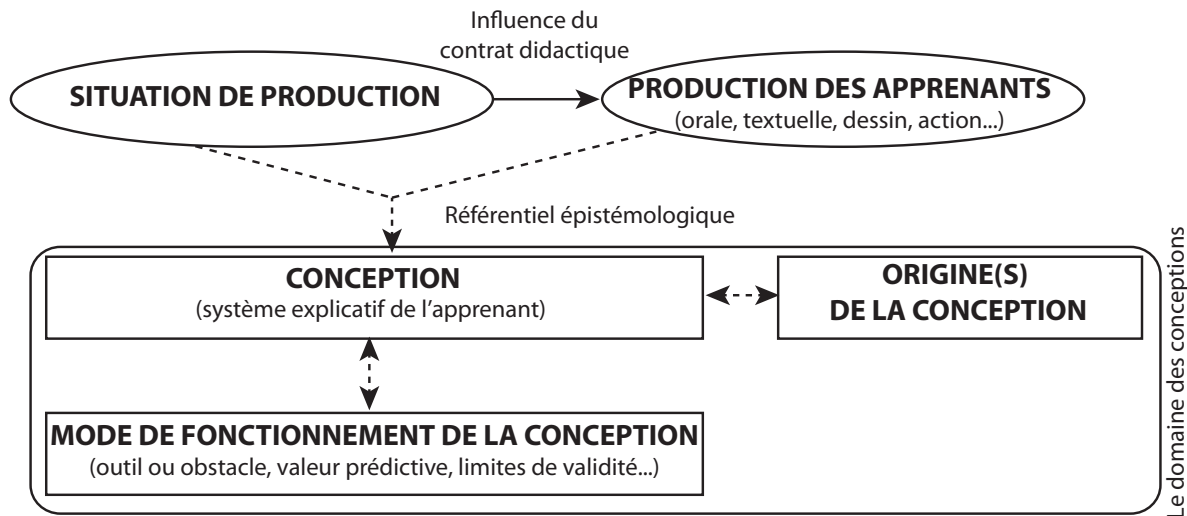 Influence du
contrat didactique
SITUATION DE PRODUCTION
PRODUCTION DES APPRENANTS
(orale, textuelle, dessin, action...)
Référentiel épistémologique
CONCEPTION
(système explicatif de l’apprenant)
ORIGINE(S)
DE LA CONCEPTION
MODE DE FONCTIONNEMENT DE LA CONCEPTION
(outil ou obstacle, valeur prédictive, limites de validité...)
Le domaine des conceptions